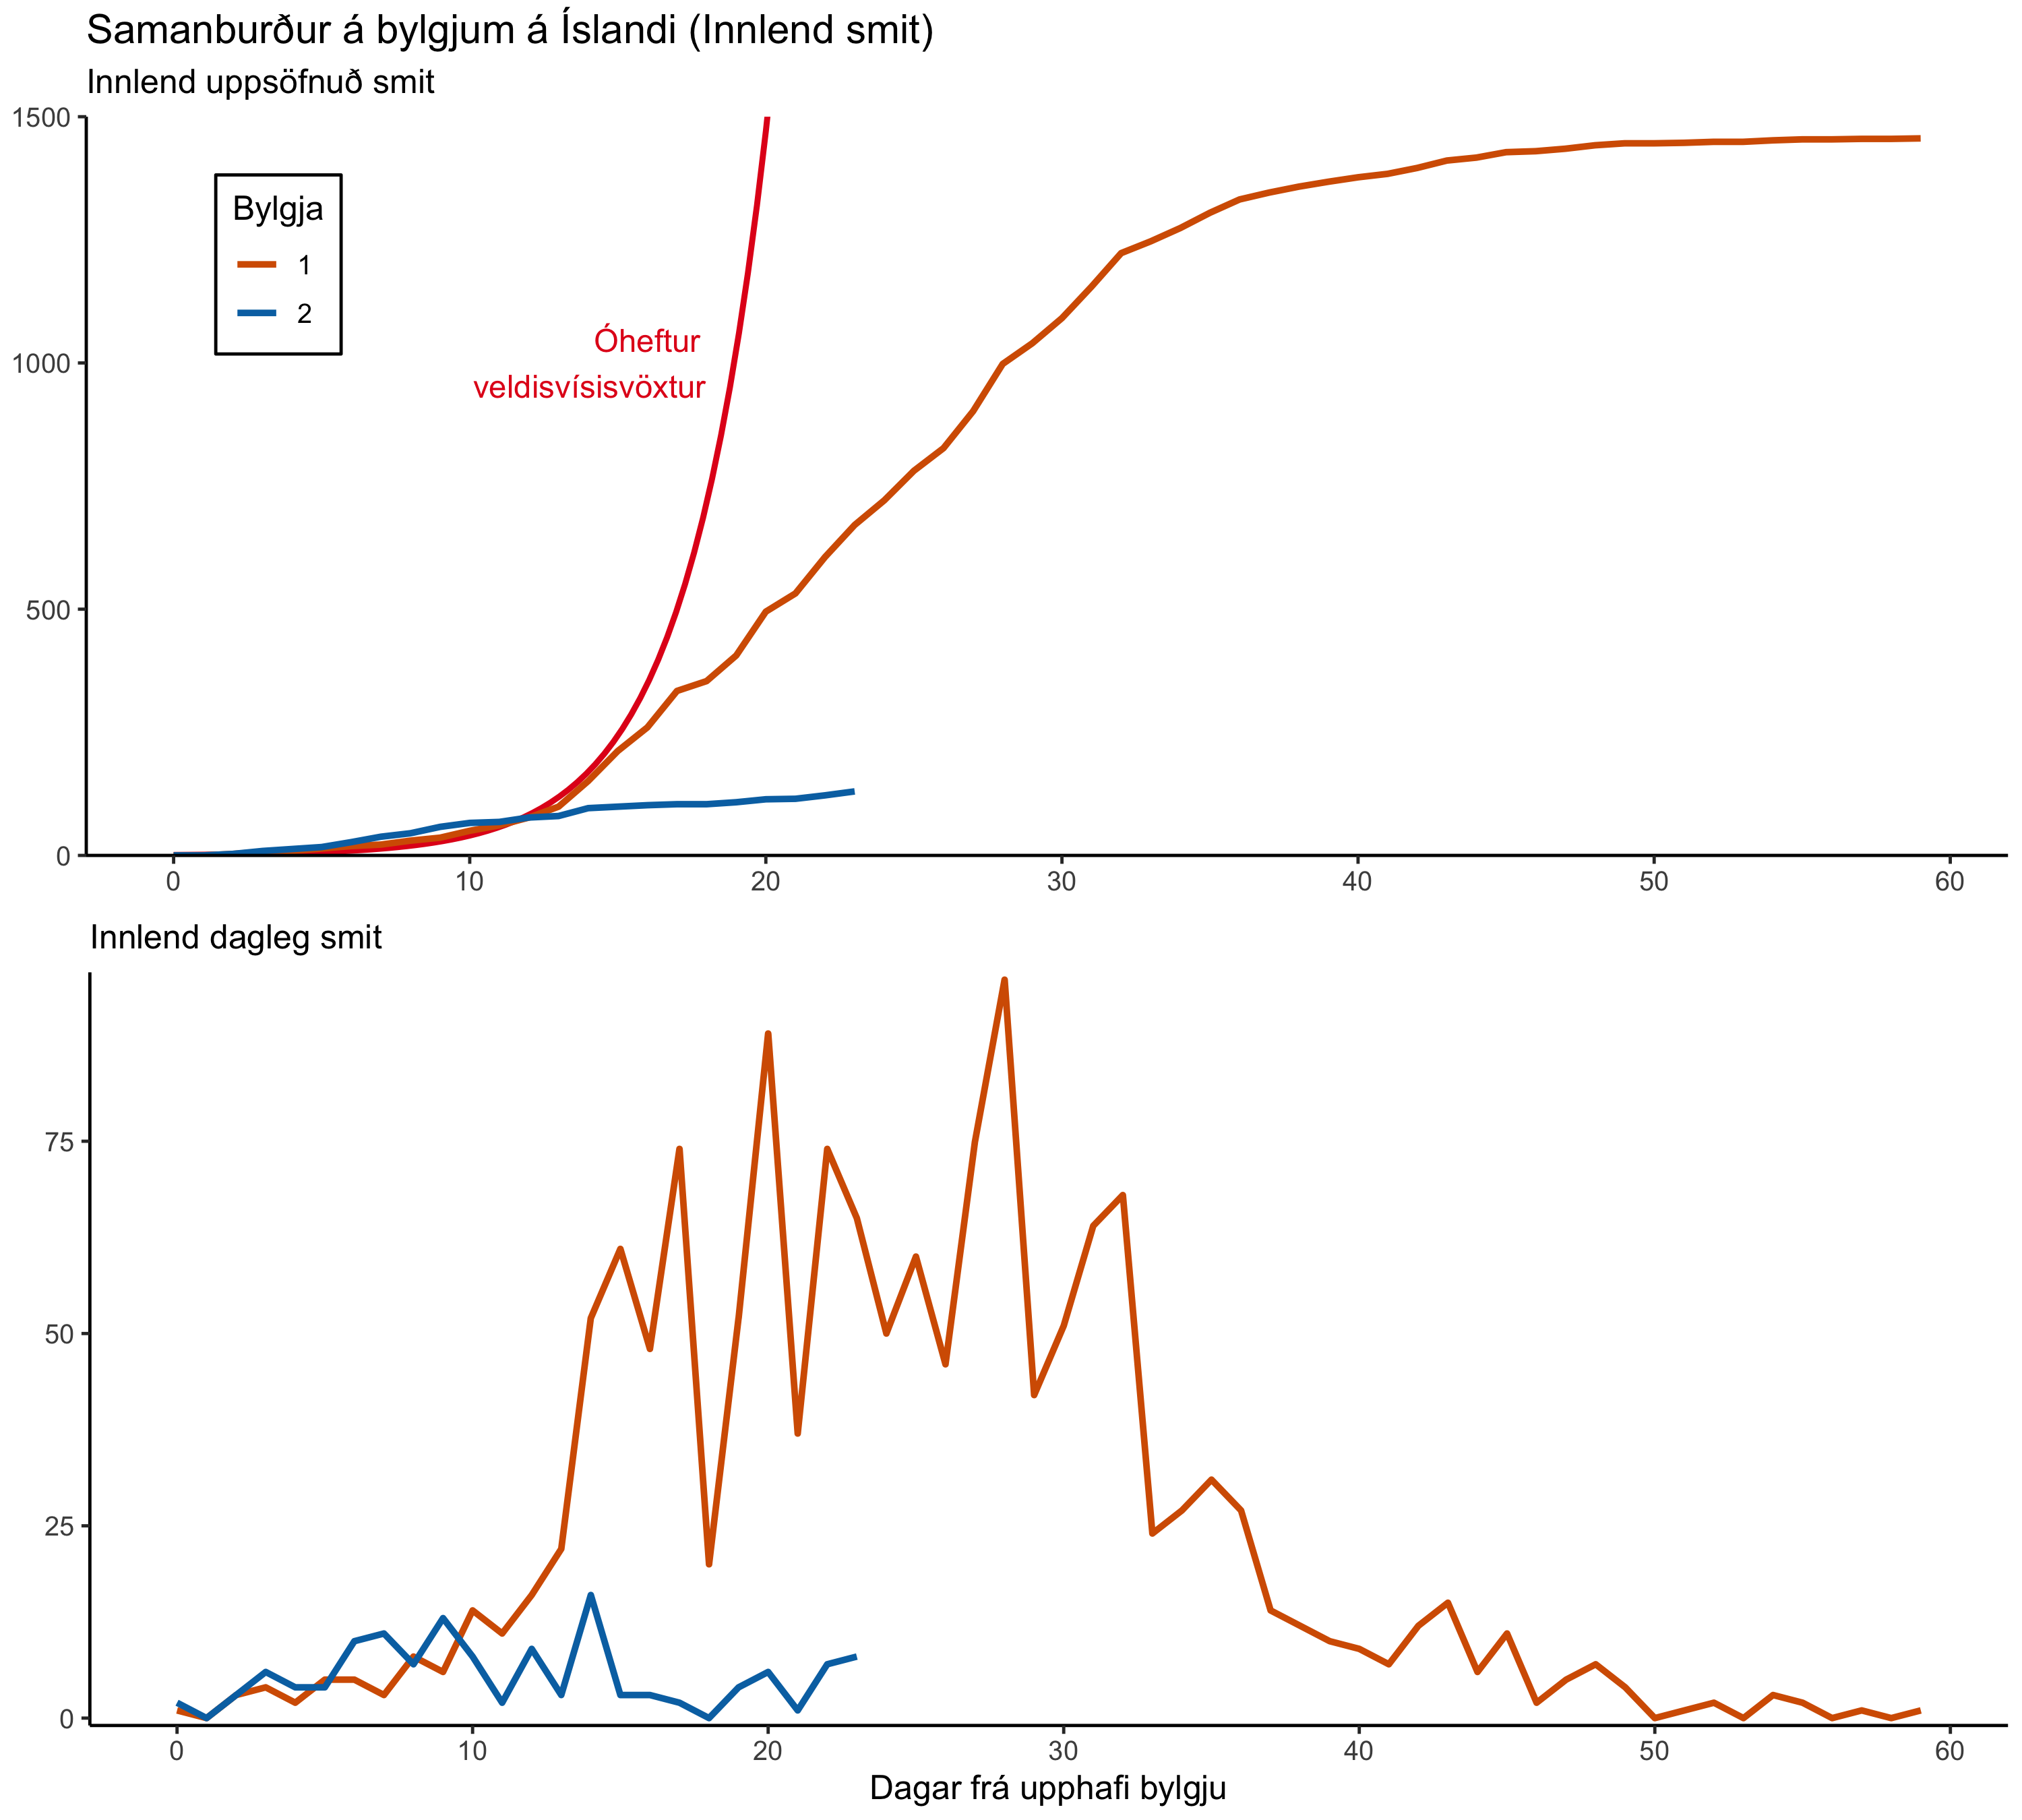 Samanburður á bylgjum á Íslandi (Innlend smit)
Innlend uppsöfnuð smit
1500
1000
500
0
Bylgja
1
2
Óheftur
veldisvísisvöxtur
0 10 20 30 40 50 60
Innlend dagleg smit
75
50
25
0
0 10 20 30 40 50 60
Dagar frá upphafi bylgju